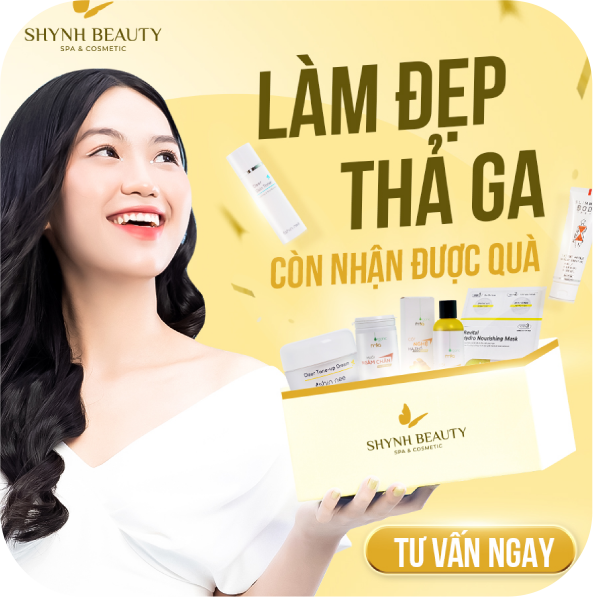 SHYNH BEAUTY
SPA & COSMETIC
LÀM ĐẸP
THẢ GA
CÒN NHẬN ĐƯỢC QUÀ
Revital
Hydro Nourishing Mask
Clear Tone-up Cream
SHYNH BEAUTY
SPA & COSMETIC
TƯ VẤN NGAY